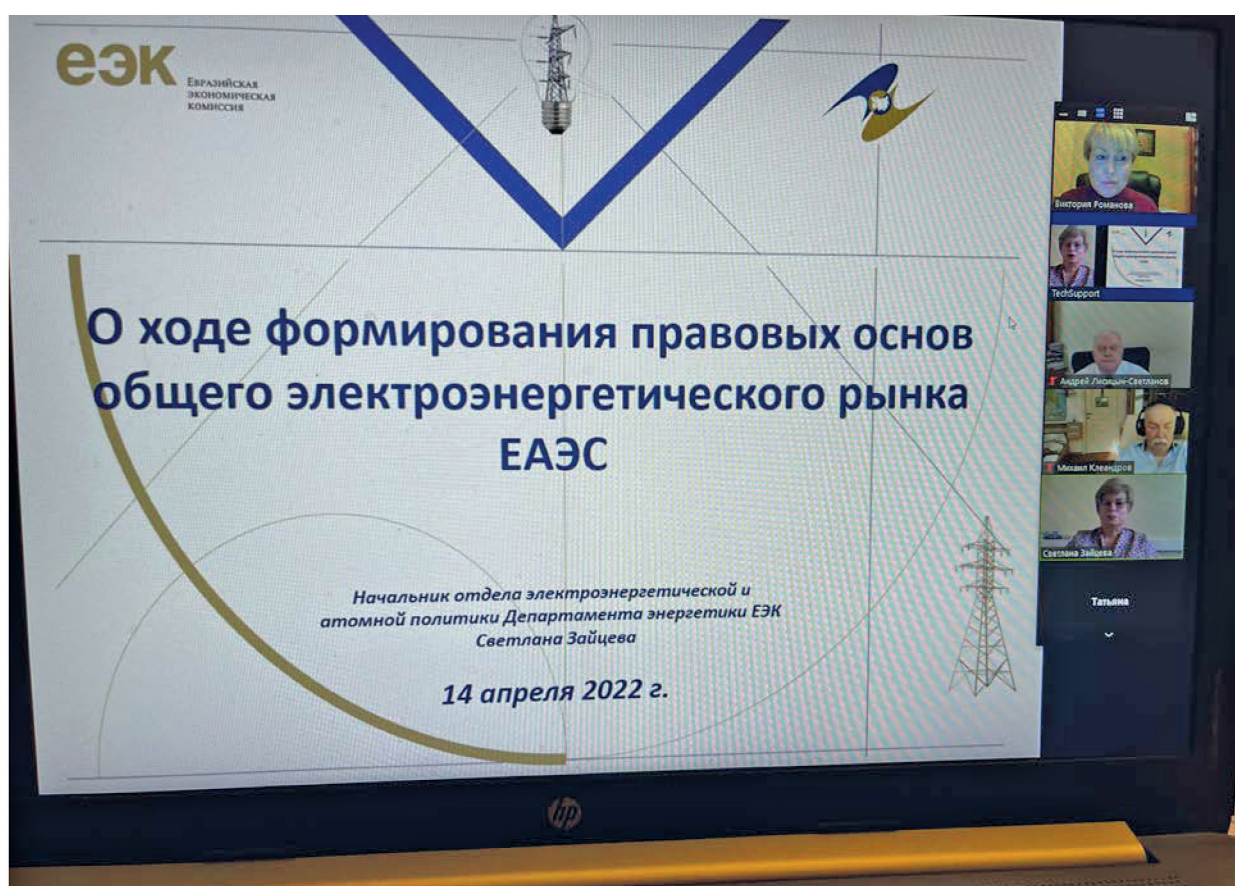 еэк
Евразийская
экономическая
комиссия
О ходе формирования правовых основ
общего электроэнергетического рынка
ЕАЭС
Начальник отдела электроэнергетической и
атомной политики Департамента энергетики ЕЭК
Светлана Зайцева
14 апреля 2022 г.
Виктория Романова
TechSupport
Андрей Лисицын-Светланов
Михаил Клеандров
Светлана Зайцева
Татьяна
hp